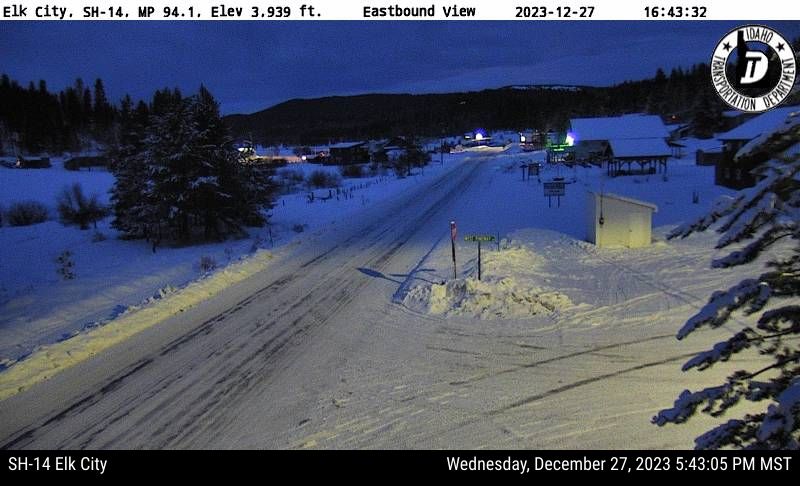 Elk City, SH-14, MP 94.1, Elev 3,939 ft. Eastbound View 2023-12-27 16:43:32
IDAHO
TRANSPORTATION DEPARTMENT
SH-14 Elk City Wednesday, December 27, 2023 5:43:05 PM MST